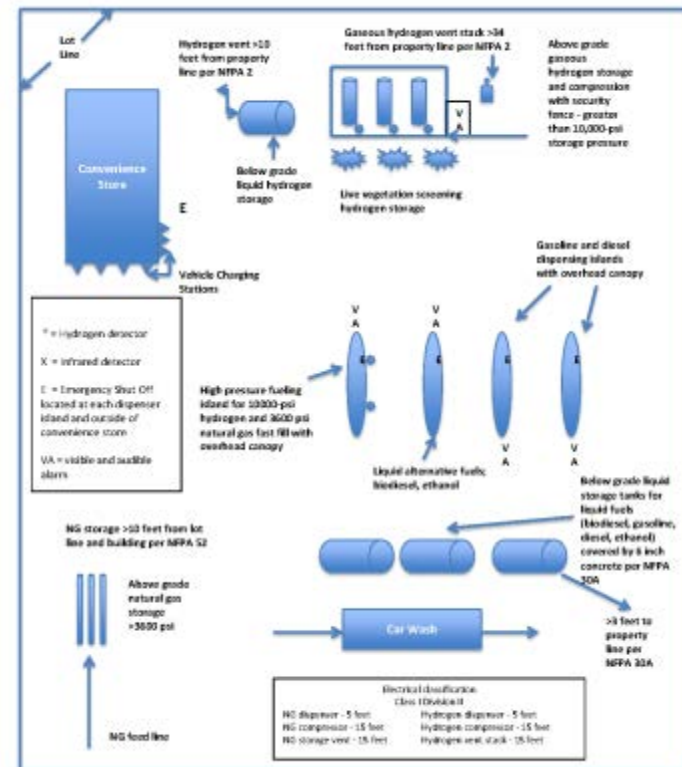 Lot
Line
Hydrogen vent >10
feet from property
line per NFPA 2
Gaseous hydrogen vent stack >34
feet from property line per NFPA 2
Above grade
gaseous
hydrogen storage
and compression
with security
fence - greater
than 10,000-psi
storage pressure
Convenience
Store
V
A
Below grade
liquid hydrogen
storage
Live vegetation screening
hydrogen storage
E
Vehicle Charging
Stations
Gasoline and diesel
dispensing islands
with overhead canopy
* = Hydrogen detector
X = Infrared detector
E = Emergency Shut Off
located at each dispenser
island and outside of
convenience store
VA = visible and audible
alarm
V
A
V
A
E
E
E
E
High pressure fueling
island for 10000-psi
hydrogen and 3600 psi
natural gas fast fill with
overhead canopy
V
A
V
A
Liquid alternative fuels;
biodiesel, ethanol
Below grade liquid
storage tanks for
liquid fuels
(biodiesel, gasoline,
diesel, ethanol)
covered by 6 inch
concrete per NFPA
30A
NG storage >10 feet from lot
line and building per NFPA 52
Above grade
natural gas
storage
>3600 psi
>3 feet to
property
line per
NFPA 30A
Car Wash
NG feed line
Electrical classification
Class I Division II
NG dispenser - 5 feet Hydrogen dispenser - 5 feet
NG compressor - 15 feet Hydrogen compressor - 15 feet
NG storage vent - 15 feet Hydrogen vent stack - 15 feet